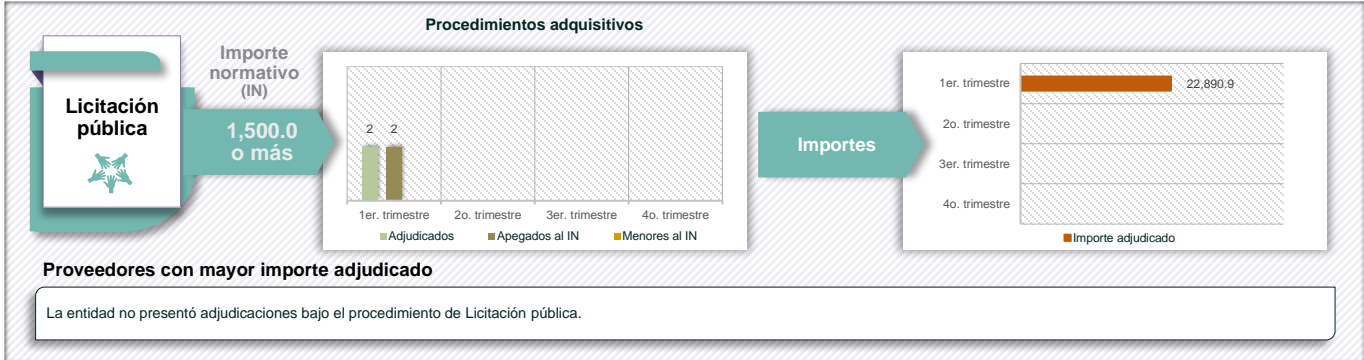 Procedimientos adquisitivos
Licitación
pública
Importe
normativo
(IN)
1,500.0
o más
2 2
1er. trimestre 2o. trimestre 3er. trimestre 4o. trimestre
Adjudicados Apegados al IN Menores al IN
Importes
1er. trimestre 22,890.9
2o. trimestre
3er. trimestre
4o. trimestre
Importe adjudicado
Proveedores con mayor importe adjudicado
La entidad no presentó adjudicaciones bajo el procedimiento de Licitación pública.